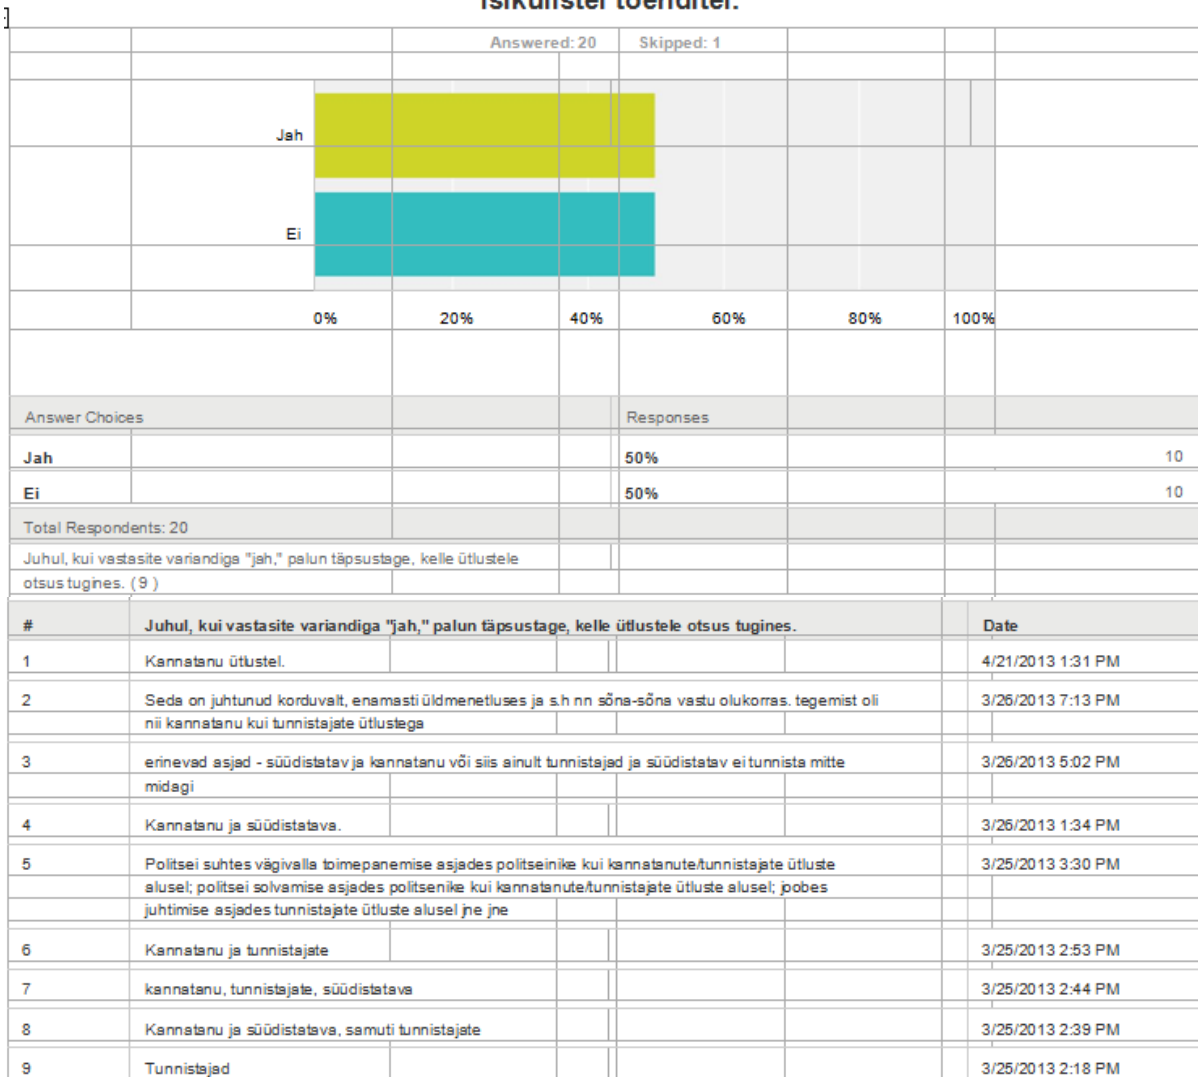 isikulistel tõenditel.
Answered: 20 Skipped: 1
Jah
Ei
0% 20% 40% 60% 80% 100%
Answer Choices Responses
Jah 50% 10
Ei 50% 10
Total Respondents: 20
Juhul, kui vastasite variandiga "jah," palun täpsustage, kelle ütlustele
otsus tugines. ( 9 )
# Juhul, kui vastasite variandiga "jah," palun täpsustage, kelle ütlustele otsus tugines. Date
1 Kannatanu ütlustel. 4/21/2013 1:31 PM
2 Seda on juhtunud korduvalt, enamasti üldmenetluses ja s.h nn sõna-sõna vastu olukorras. tegemist oli 3/26/2013 7:13 PM
nii kannatanu kui tunnistajate ütlustega
3 erinevad asjad - süüdistatav ja kannatanu või siis ainult tunnistajad ja süüdistatav ei tunnista mitte 3/26/2013 5:02 PM
midagi
4 Kannatanu ja süüdistatava. 3/26/2013 1:34 PM
5 Politsei suhtes vägivalla toimepanemise asjades politseinike kui kannatanute/tunnistajate ütluste 3/25/2013 3:30 PM
alusel; politsei solvamise asjades politsenike kui kannatanute/tunnistajate ütluste alusel; joobes
juhtimise asjades tunnistajate ütluste alusel jne jne
6 Kannatanu ja tunnistajate 3/25/2013 2:53 PM
7 kannatanu, tunnistajate, süüdistatava 3/25/2013 2:44 PM
8 Kannatanu ja süüdistatava, samuti tunnistajate 3/25/2013 2:39 PM
9 Tunnistajad 3/25/2013 2:18 PM